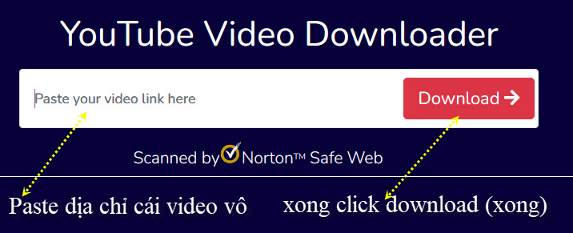 YouTube Video Downloader
Paste your video link here
Download →
Scanned by Norton™ Safe Web
Paste dịa chi cái video vô
xong click download (xong)